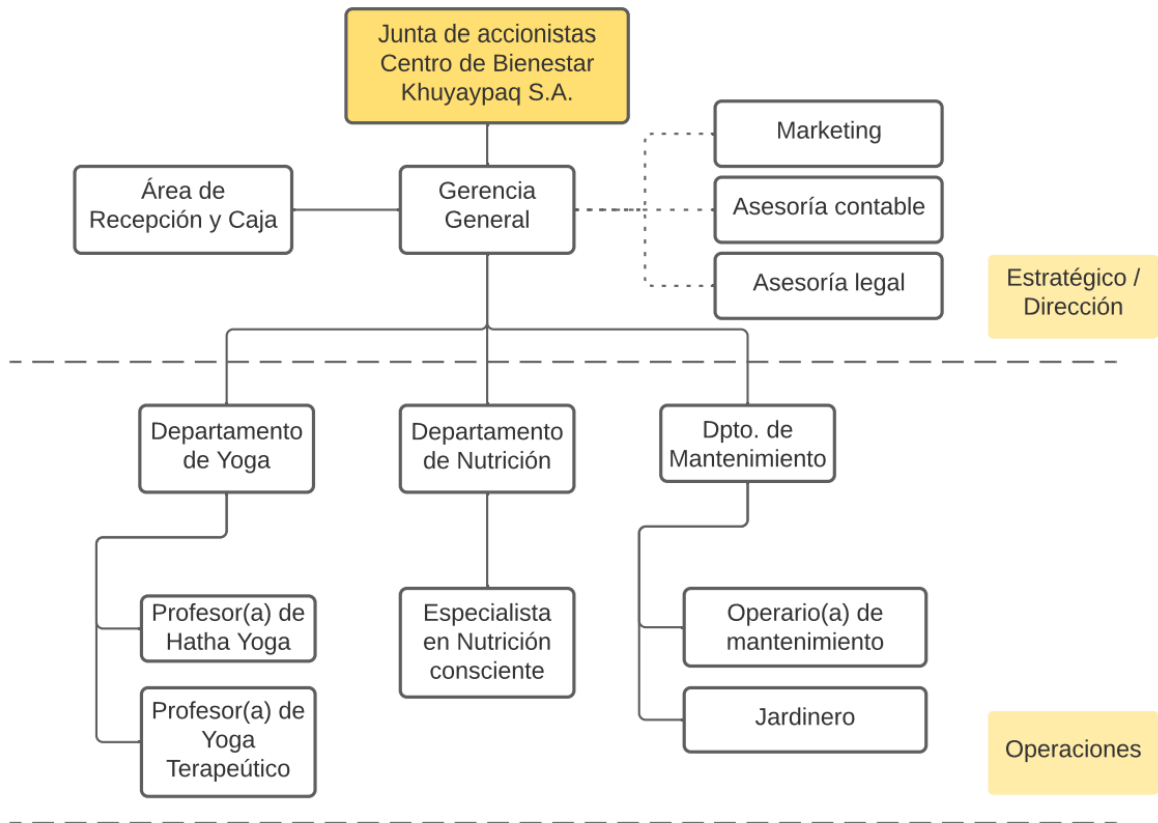 Junta de accionistas
Centro de Bienestar
Khuyaypaq S.A.
Marketing
Área de
Recepción y Caja
Gerencia
General
Asesoría contable
Asesoría legal
Estratégico /
Dirección
Departamento
de Yoga
Departamento
de Nutrición
Dpto. de
Mantenimiento
Profesor(a) de
Hatha Yoga
Profesor(a) de
Yoga
Terapeútico
Especialista
en Nutrición
consciente
Operario(a) de
mantenimiento
Jardinero
Operaciones